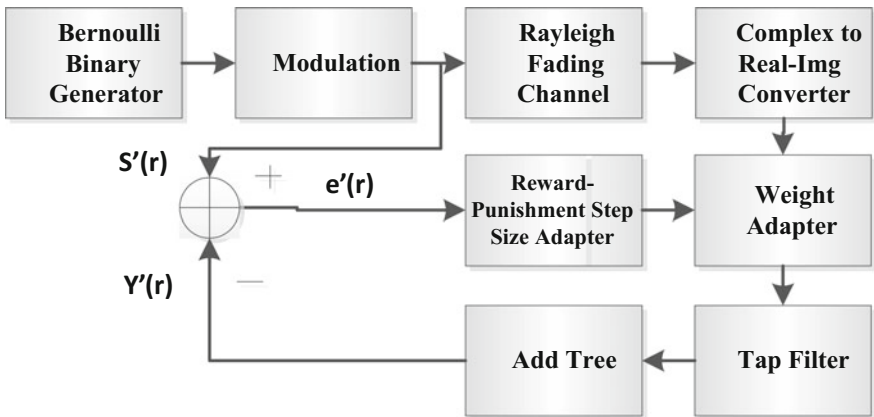 Bernoulli
Binary
Generator
Modulation
Rayleigh
Fading
Channel
Complex to
Real-Img
Converter
S'(r)
+
e'(r)
Reward-
Punishment Step
Size Adapter
Weight
Adapter
Y'(r)
—
Add Tree
Tap Filter